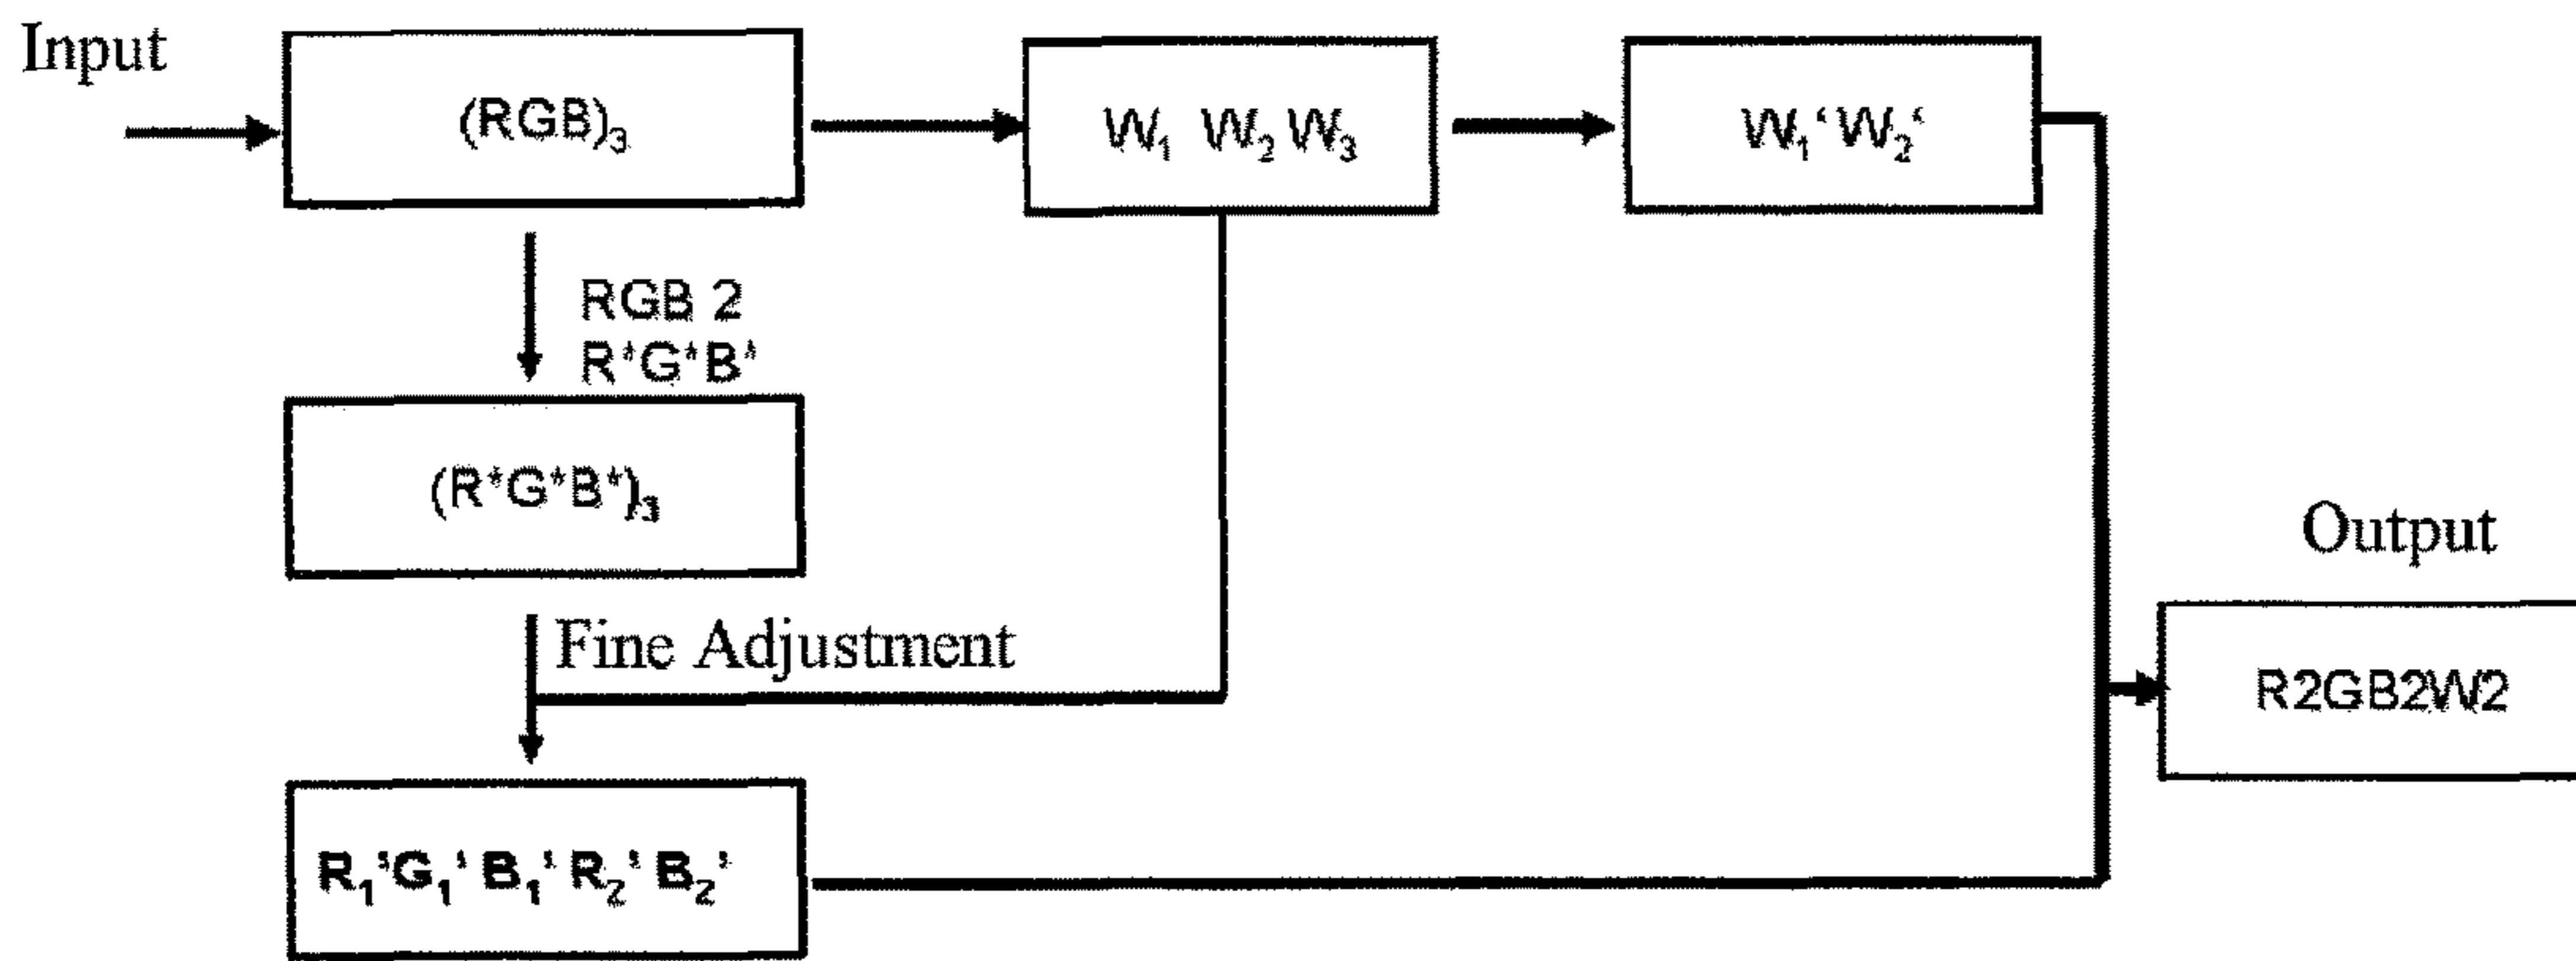 Input
(RGB)₃
W₁ W₂ W₃
W₁‘ W₂‘
RGB 2
R*G*B*
(R*G*B*)₃
Fine Adjustment
Output
R2GB2W2
R₁’G₁’ B₁’ R₂’ B₂’